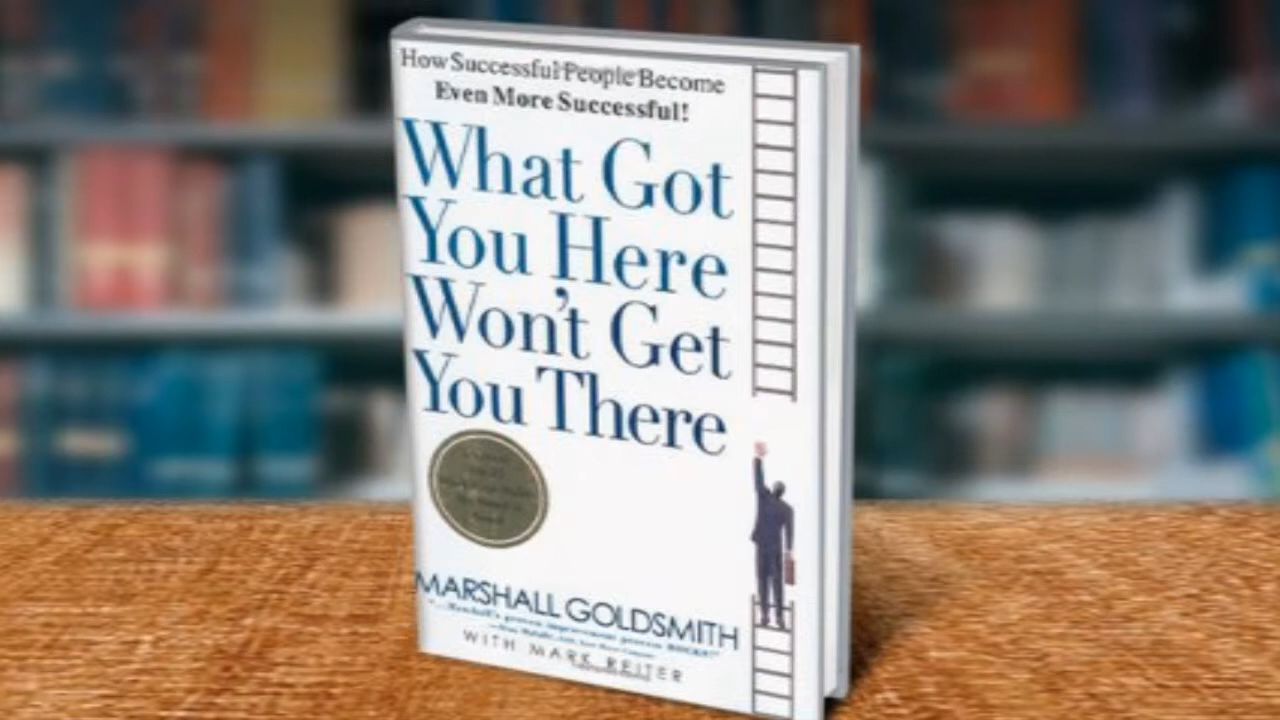 How Successful People Become
Even More Successful!
What Got
You Here
Won't Get
You There
MARSHALL GOLDSMITH
WITH MARK REITER